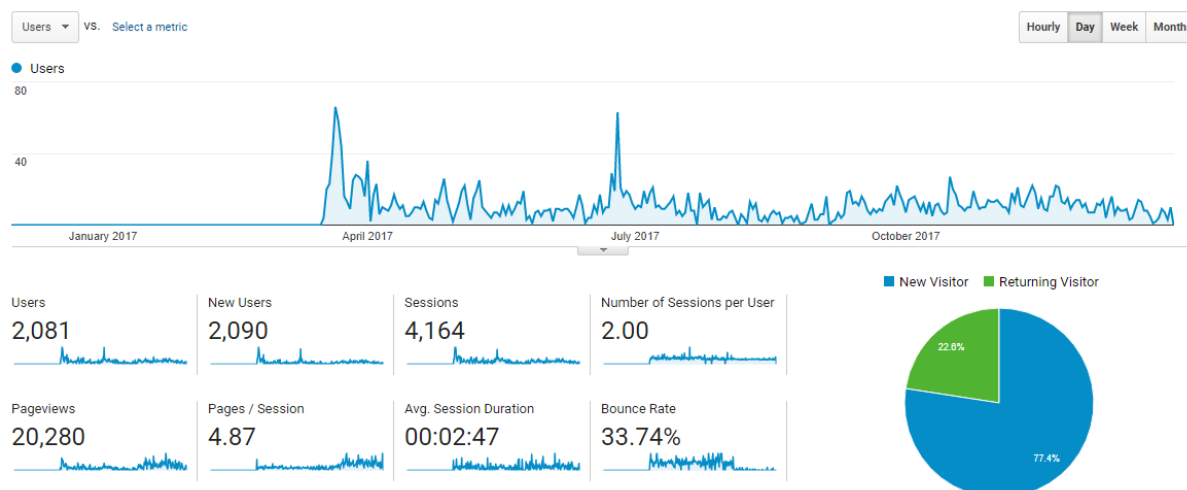 Users VS. Select a metric Hourly Day Week Month
Users
80
40
January 2017 April 2017 July 2017 October 2017
New Visitor Returning Visitor
Users New Users Sessions Number of Sessions per User
2,081 2,090 4,164 2.00
22.6%
Pageviews Pages / Session Avg. Session Duration Bounce Rate
20,280 4.87 00:02:47 33.74%
77.4%